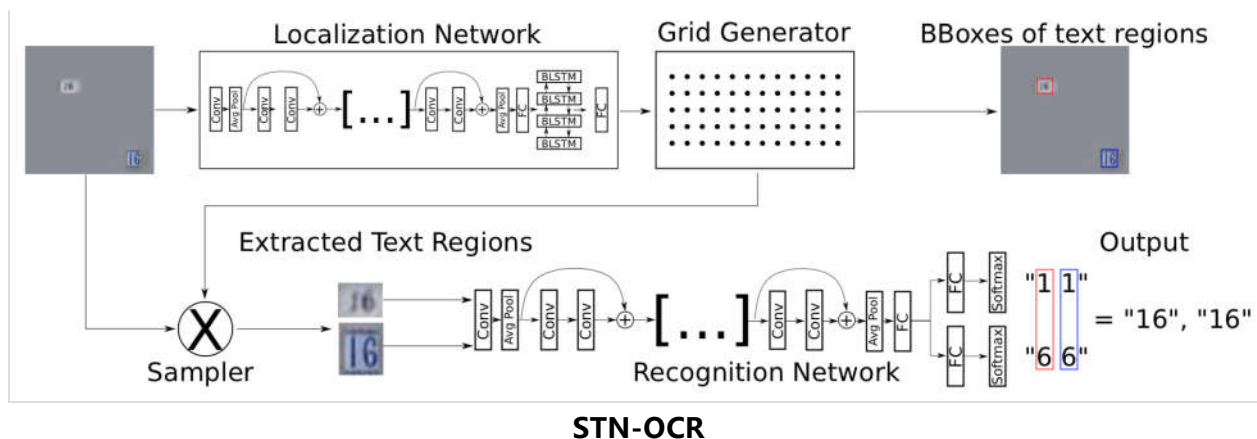 Localization Network
Grid Generator
BBoxes of text regions
16
16
Conv
Avg Pool
Conv
Conv
+
[...]
Conv
Conv
+
Avg Pool
FC
BLSTM
BLSTM
BLSTM
BLSTM
FC
16
16
Extracted Text Regions
Output
X
Sampler
16
16
Conv
Avg Pool
Conv
Conv
+
[...]
Conv
Conv
+
Avg Pool
FC
FC
Softmax
FC
Softmax
"1 1"
"6 6"
= "16", "16"
Recognition Network
STN-OCR